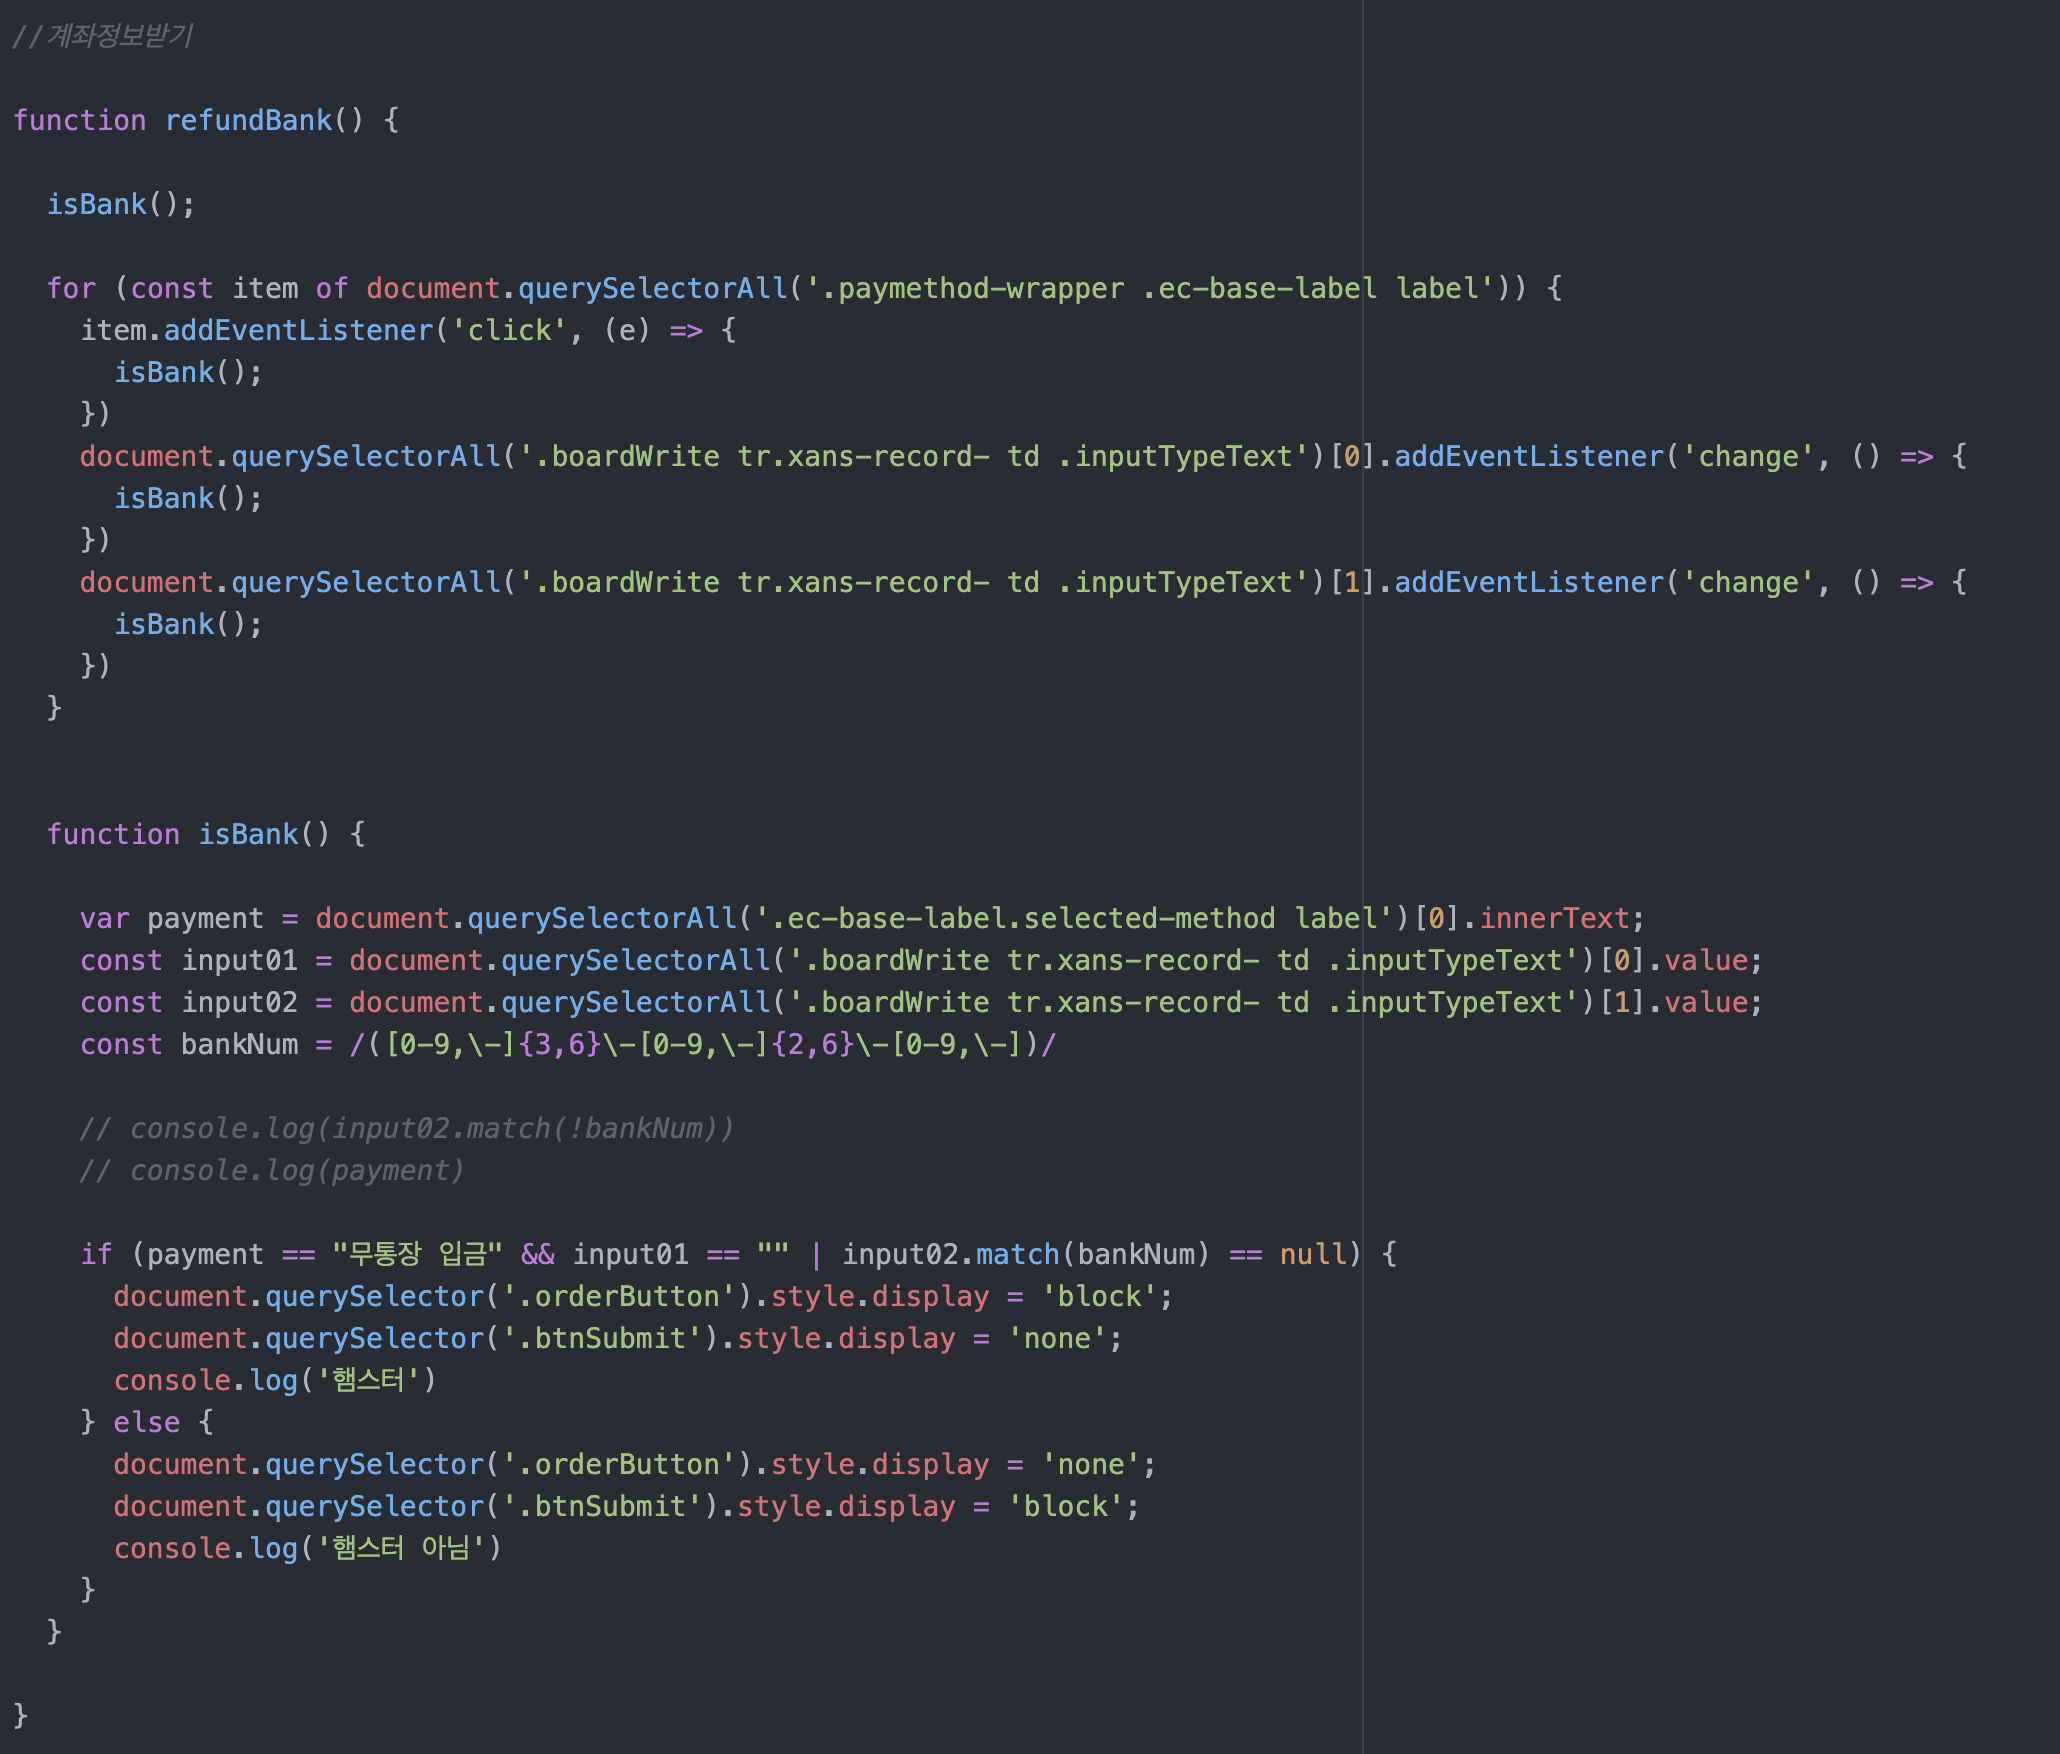 //계좌정보받기
function refundBank() {
isBank();
for (const item of document.querySelectorAll('.paymethod-wrapper .ec-base-label label')) {
item.addEventListener('click', (e) => {
isBank();
})
document.querySelectorAll('.boardWrite tr.xans-record- td .inputTypeText')[0].addEventListener('change', () => {
isBank();
})
document.querySelectorAll('.boardWrite tr.xans-record- td .inputTypeText')[1].addEventListener('change', () => {
isBank();
})
}
function isBank() {
var payment = document.querySelectorAll('.ec-base-label.selected-method label')[0].innerText;
const input01 = document.querySelectorAll('.boardWrite tr.xans-record- td .inputTypeText')[0].value;
const input02 = document.querySelectorAll('.boardWrite tr.xans-record- td .inputTypeText')[1].value;
const bankNum = /([0-9,\-]{3,6}\-[0-9,\-]{2,6}\-[0-9,\-])/
// console.log(input02.match(!bankNum))
// console.log(payment)
if (payment == "무통장 입금" && input01 == "" | input02.match(bankNum) == null) {
document.querySelector('.orderButton').style.display = 'block';
document.querySelector('.btnSubmit').style.display = 'none';
console.log('햄스터')
} else {
document.querySelector('.orderButton').style.display = 'none';
document.querySelector('.btnSubmit').style.display = 'block';
console.log('햄스터 아님')
}
}
}